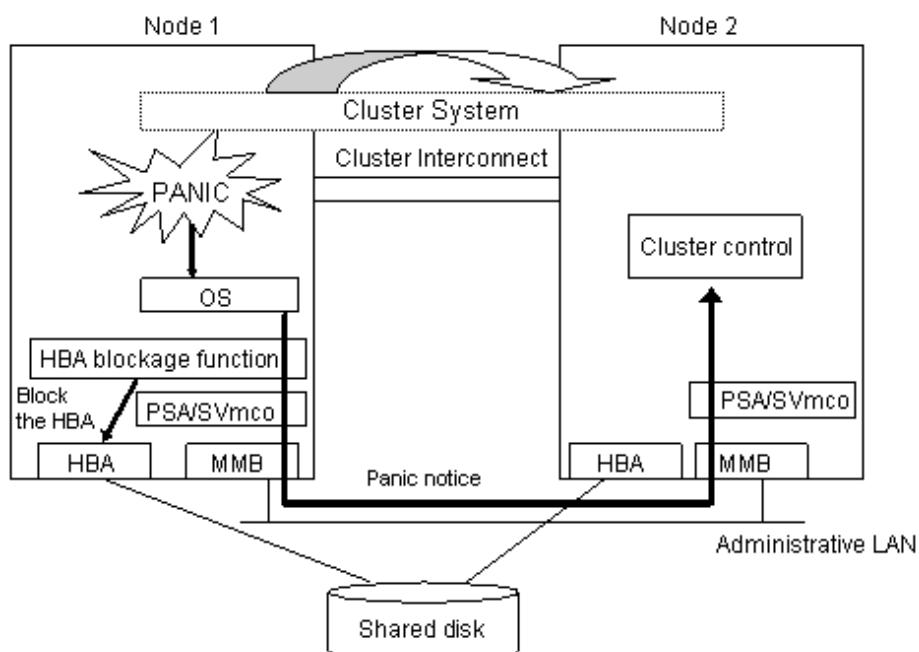 Node 1
Node 2
Cluster System
Cluster Interconnect
PANIC
Cluster control
OS
HBA blockage function
Block
the HBA
PSA/SVmco
PSA/SVmco
HBA
MMB
Panic notice
HBA
MMB
Administrative LAN
Shared disk